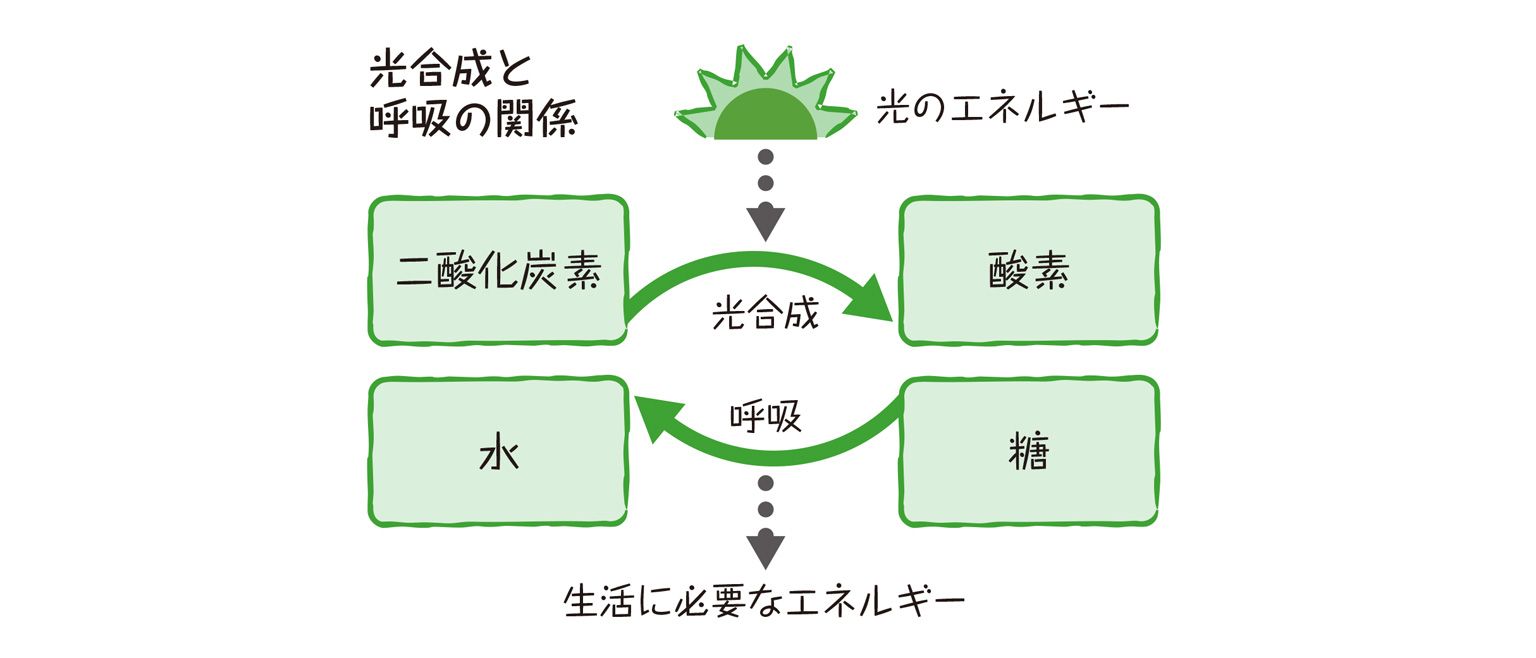 光合成と
呼吸の関係
光のエネルギー
二酸化炭素
酸素
光合成
呼吸
水
糖
生活に必要なエネルギー